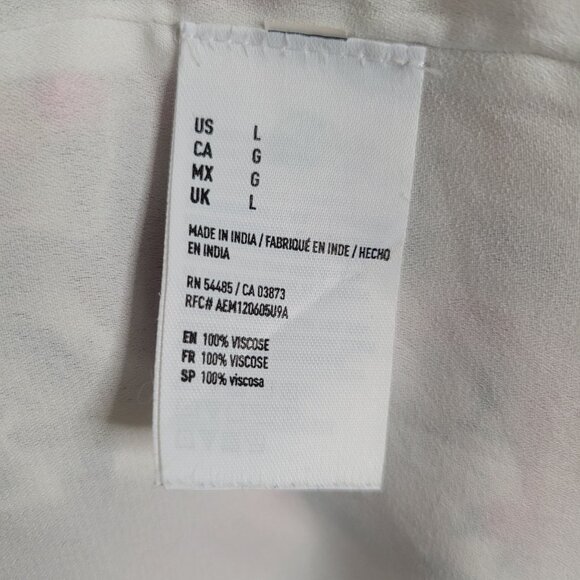 US L
CA G
MX G
UK L
MADE IN INDIA / FABRIQUÉ EN INDE / HECHO
EN INDIA
RN 54485 / CA 03873
RFC# AEM120605U9A
EN 100% VISCOSE
FR 100% VISCOSE
SP 100% viscosa